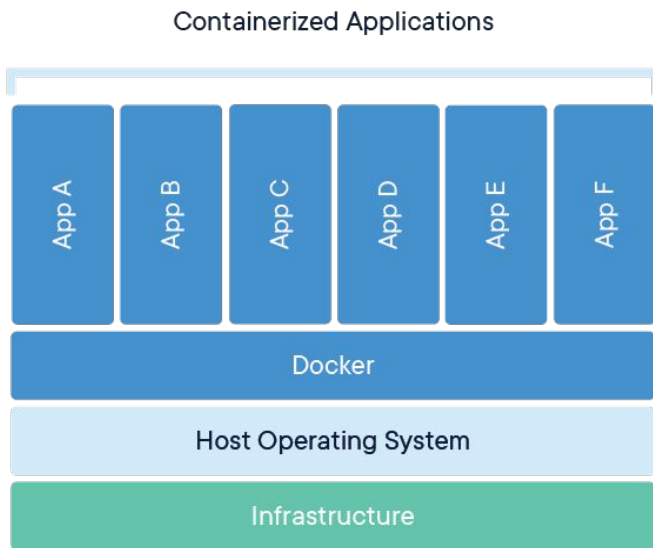 Containerized Applications
App A
App B
App C
App D
App E
App F
Docker
Host Operating System
Infrastructure